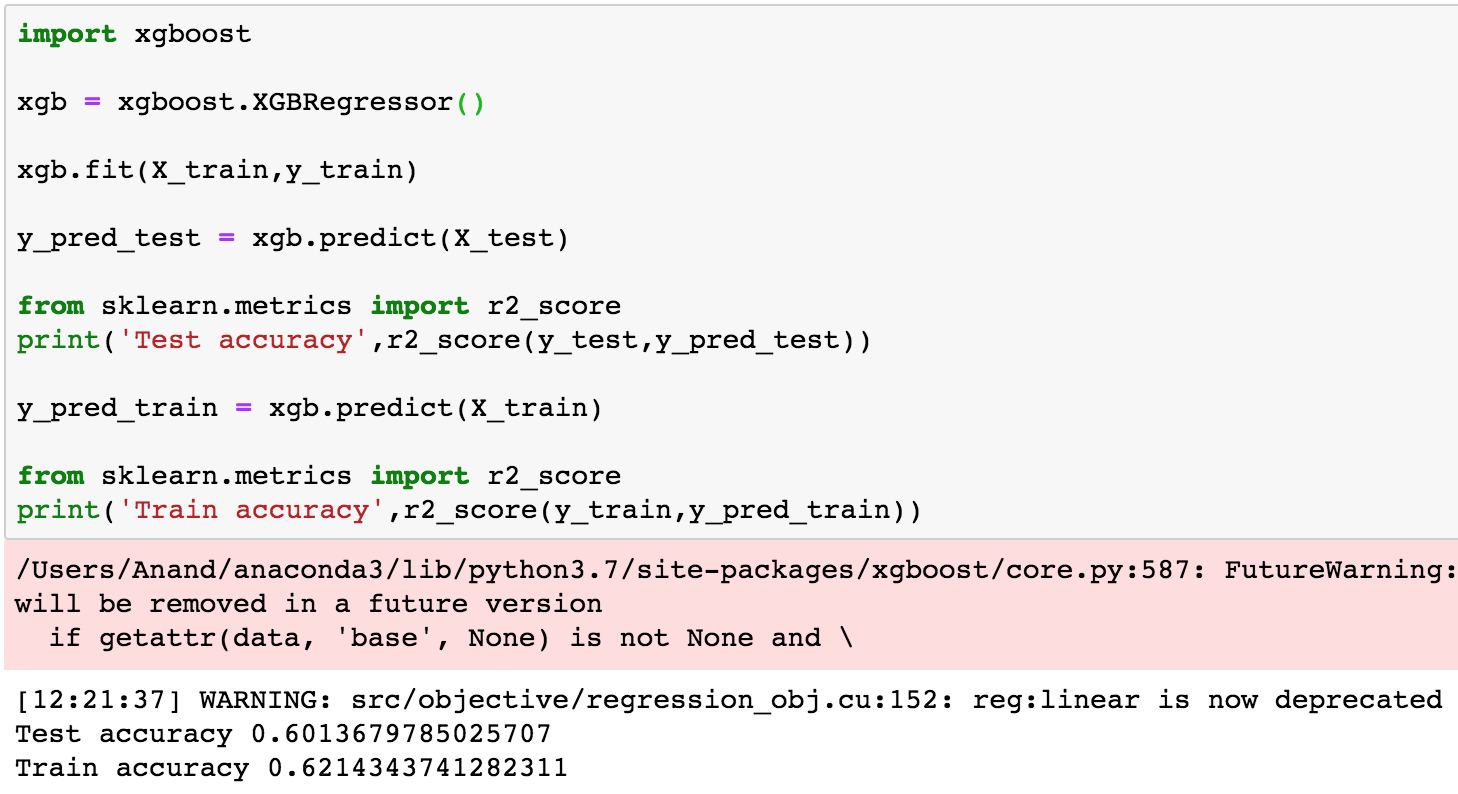 import xgboost
xgb = xgboost.XGBRegressor()
xgb.fit(X_train,y_train)
y_pred_test = xgb.predict(X_test)
from sklearn.metrics import r2_score
print('Test accuracy',r2_score(y_test,y_pred_test))
y_pred_train = xgb.predict(X_train)
from sklearn.metrics import r2_score
print('Train accuracy',r2_score(y_train,y_pred_train))
/Users/Anand/anaconda3/lib/python3.7/site-packages/xgboost/core.py:587: FutureWarning:
will be removed in a future version
  if getattr(data, 'base', None) is not None and \
[12:21:37] WARNING: src/objective/regression_obj.cu:152: reg:linear is now deprecated
Test accuracy 0.6013679785025707
Train accuracy 0.6214343741282311